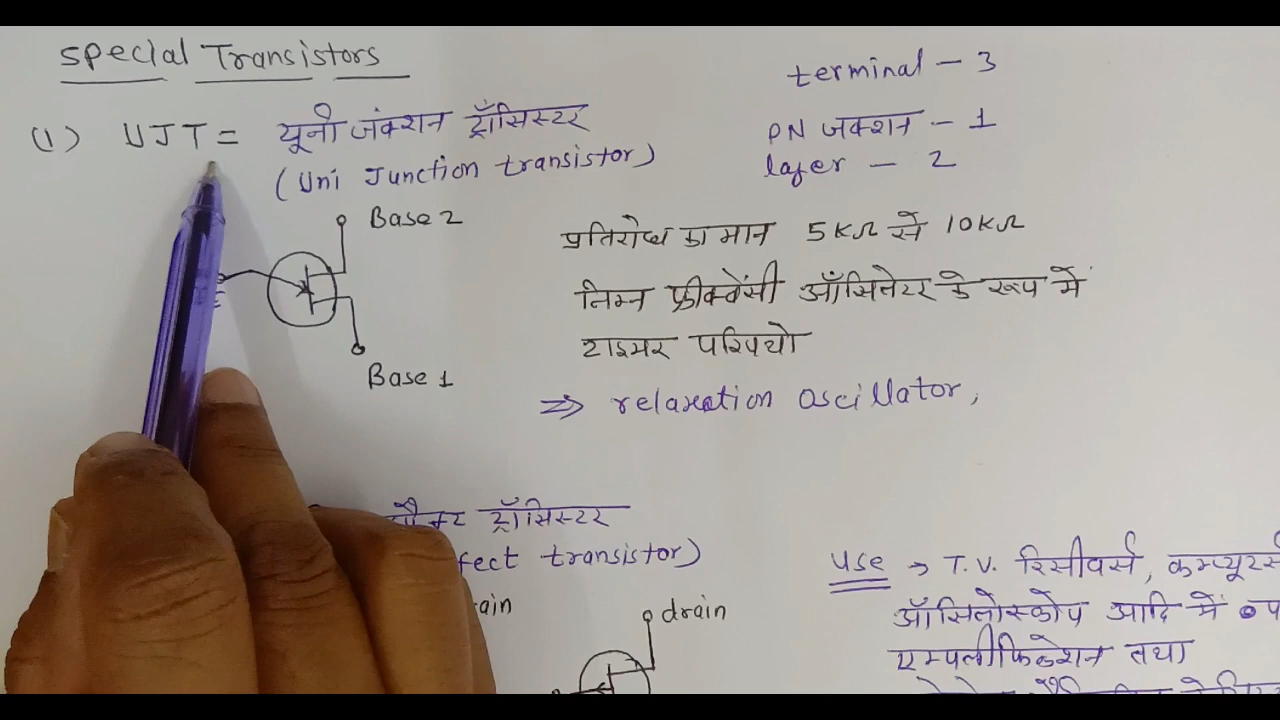 Special Transistors
(1) UJT = यूनी जंक्शन ट्रॉंसिस्टर
(Uni Junction transistor)
terminal - 3
PN जक्शन - 1
layer - 2
Base 2
Base 1
प्रतिरोध का मान 5KΩ से 10KΩ
निम्न फ्रीक्वेंसी ऑसिलेटर के रूप में
टाइमर परिपथो
⇒ relaxation oscillator,
ट्रॉंसिस्टर
transistor)
drain
use → T.V. रिसीवर्स, कम्प्यूटर्स
ऑसिलोस्कोप आदि में
एम्पलीफिकेशन तथा